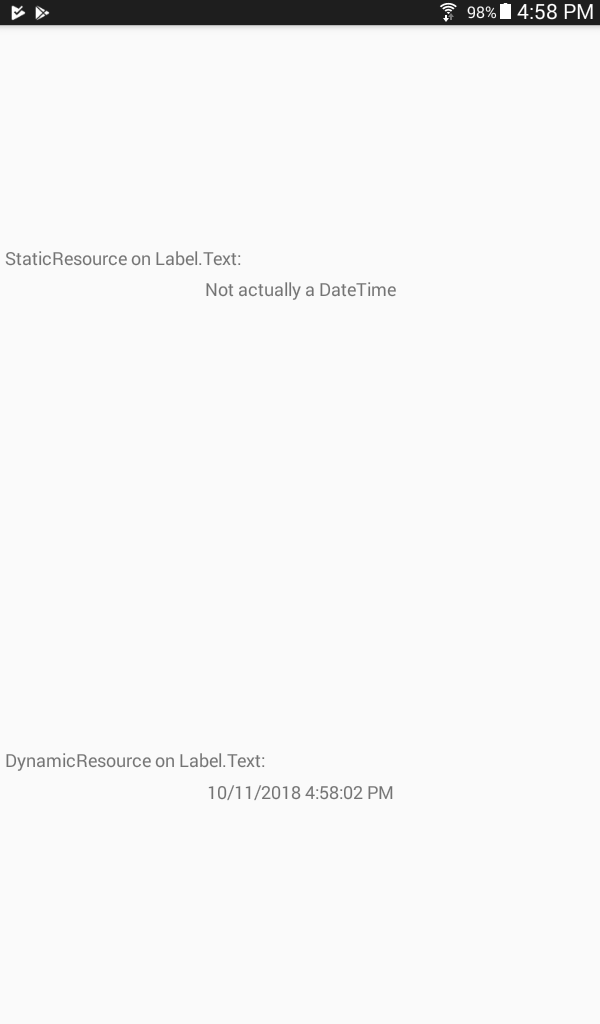 98% 4:58 PM
StaticResource on Label.Text:
Not actually a DateTime
DynamicResource on Label.Text:
10/11/2018 4:58:02 PM